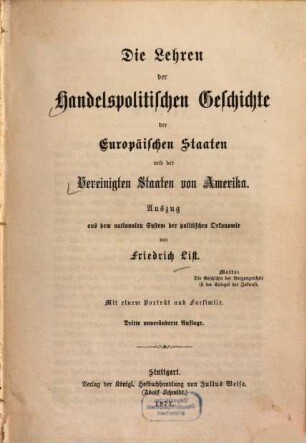 Die Lehren
der
Handelspolitischen Geschichte
der
Europäischen Staaten
und der
Vereinigten Staaten von Amerika.
Auszug
aus dem nationalen System der politischen Oekonomie
von
Friedrich List.
Motto:
Die Geschichte der Vergangenheit
ist der Spiegel der Zukunft.
Mit einem Porträt und Facsimile.
Dritte unveränderte Auflage.
Stuttgart.
Verlag der Königl. Hofbuchhandlung von Julius Weise.
(Adolf Schmidt.)
1877.